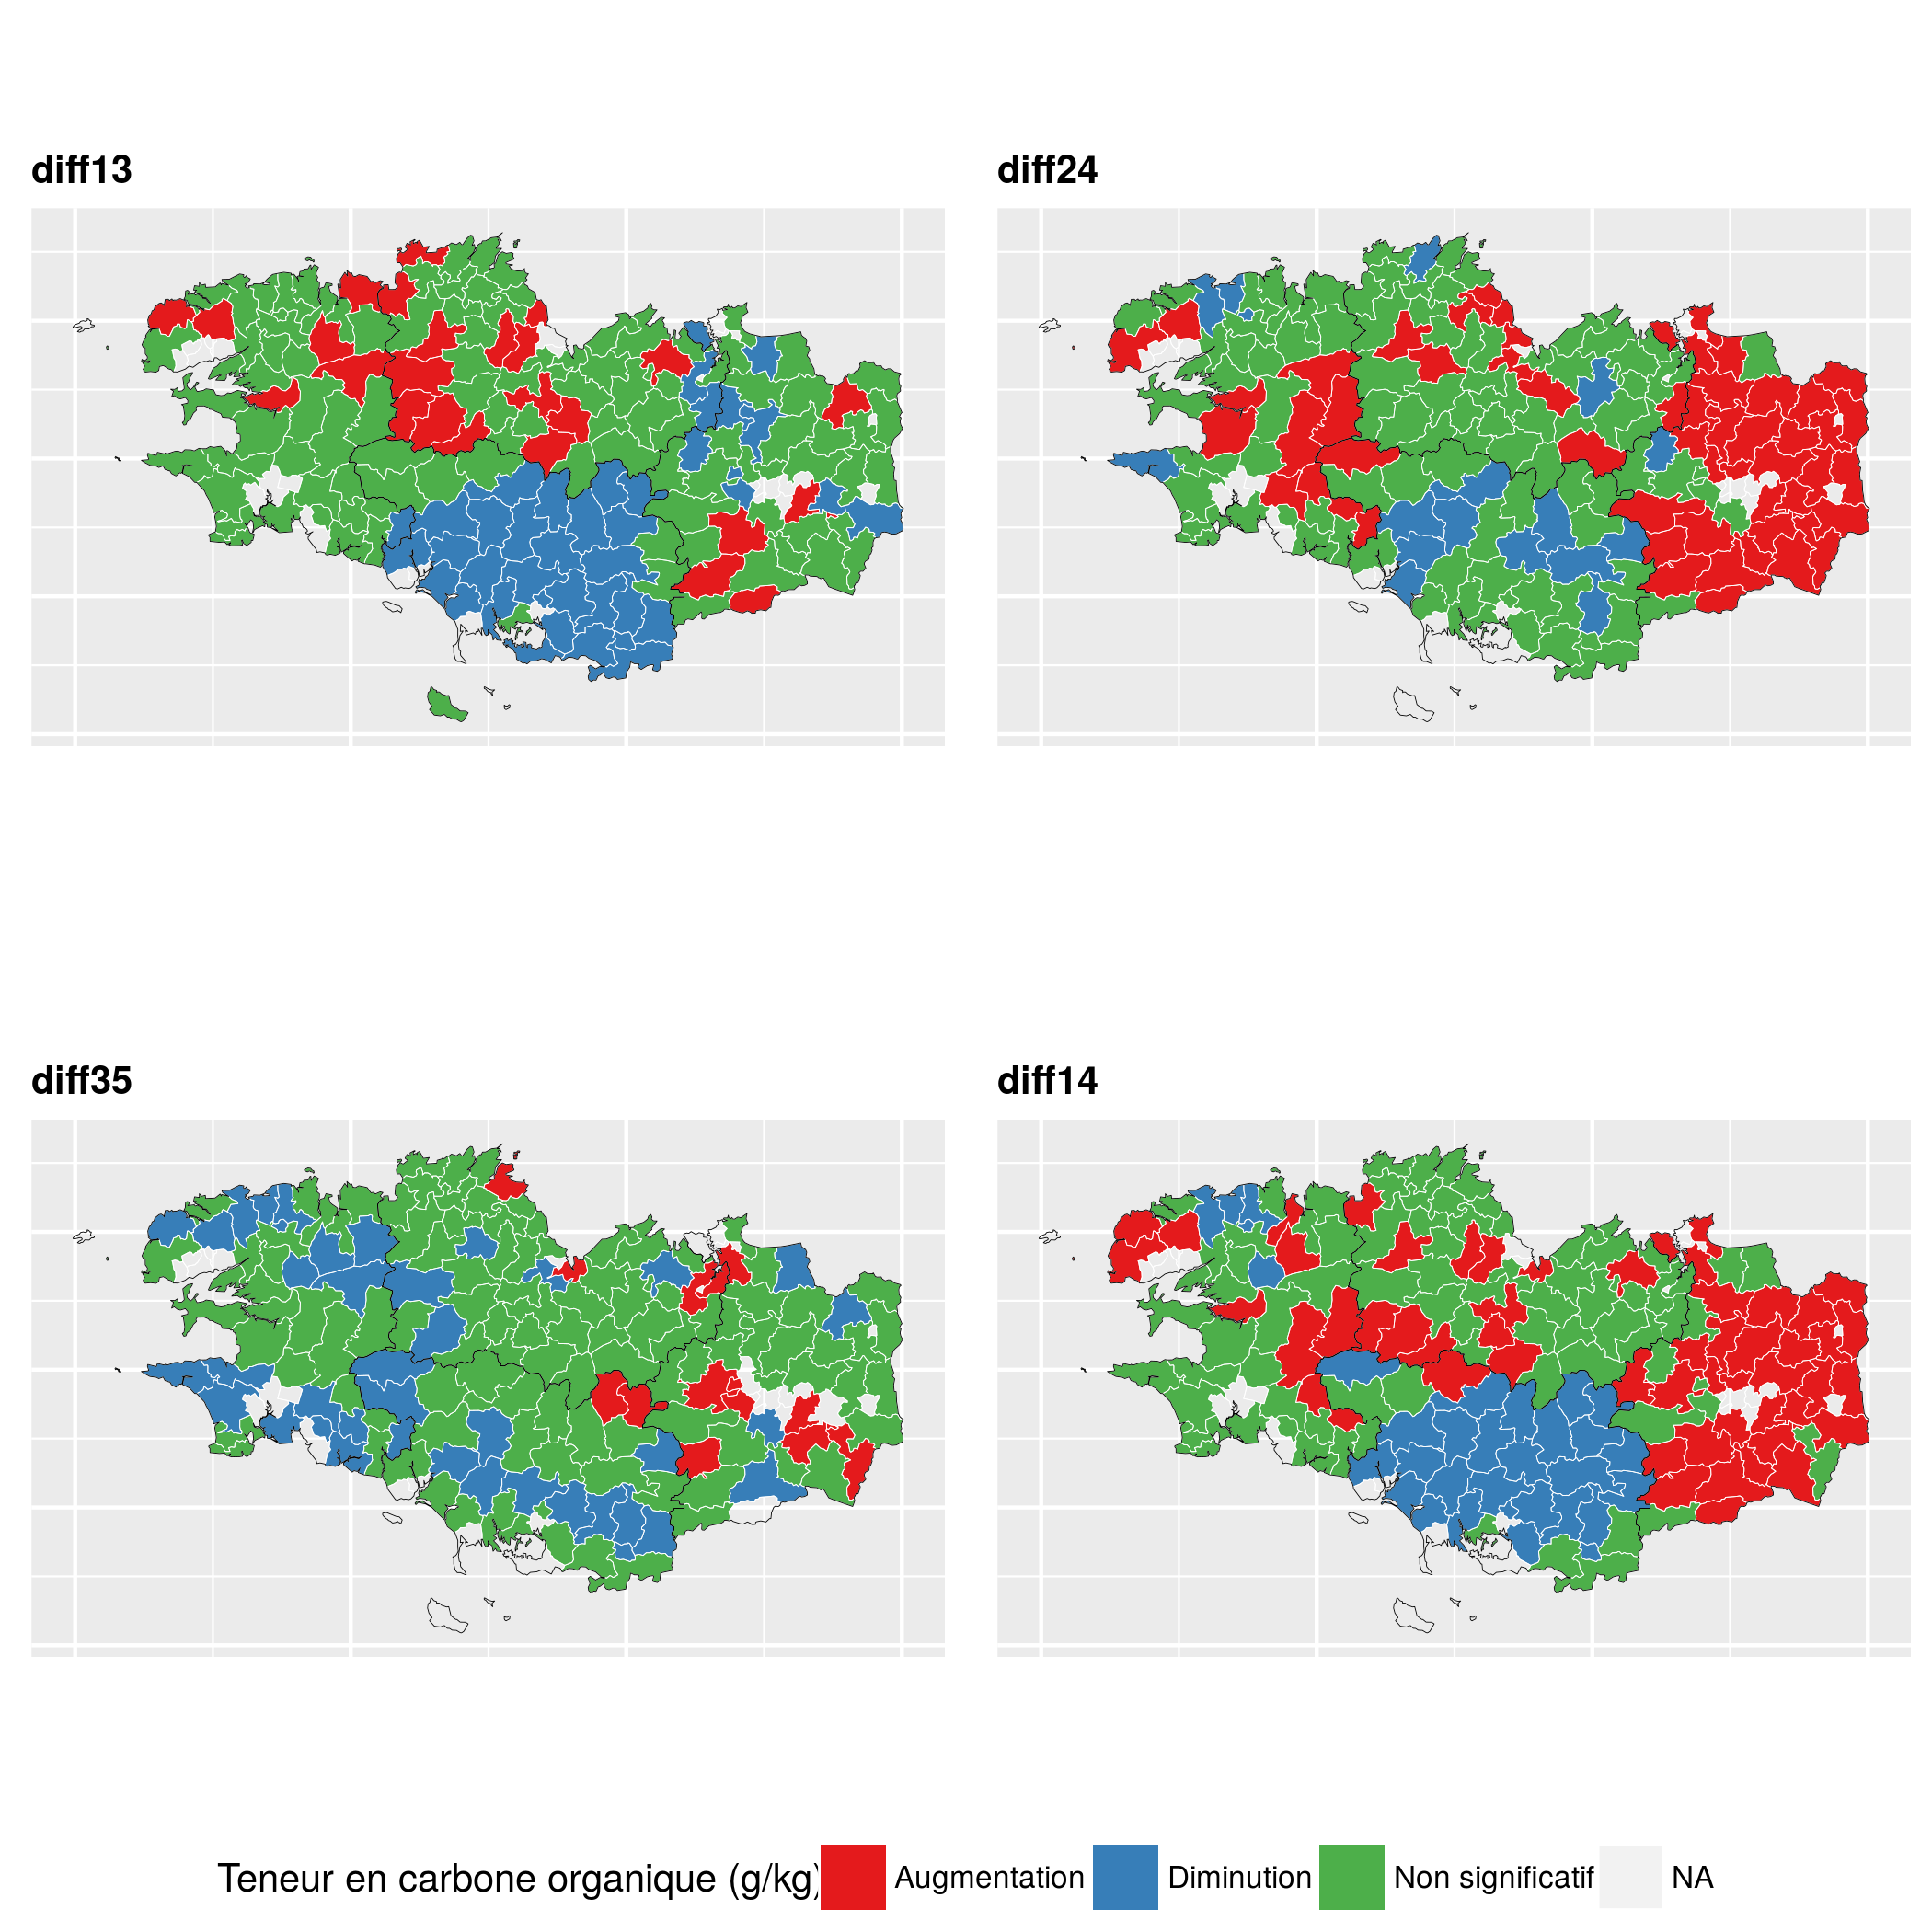 diff13
diff24
diff35
diff14
Teneur en carbone organique (g/kg) Augmentation Diminution Non significatif NA